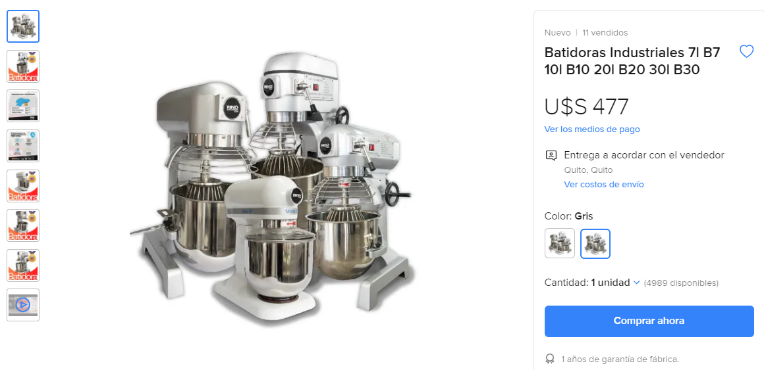 Nuevo | 11 vendidos
Batidoras Industriales 7l B7
10l B10 20l B20 30l B30
U$S 477
Ver los medios de pago
Entrega a acordar con el vendedor
Quito, Quito
Ver costos de envío
Color: Gris
Cantidad: 1 unidad (4989 disponibles)
Comprar ahora
1 años de garantía de fábrica.